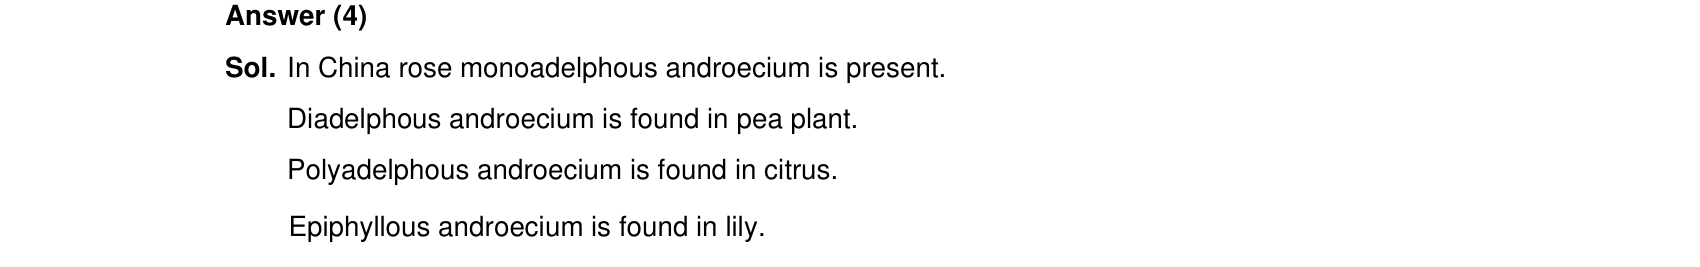 Answer (4)
Sol. In China rose monoadelphous androecium is present.
Diadelphous androecium is found in pea plant.
Polyadelphous androecium is found in citrus.
Epiphyllous androecium is found in lily.